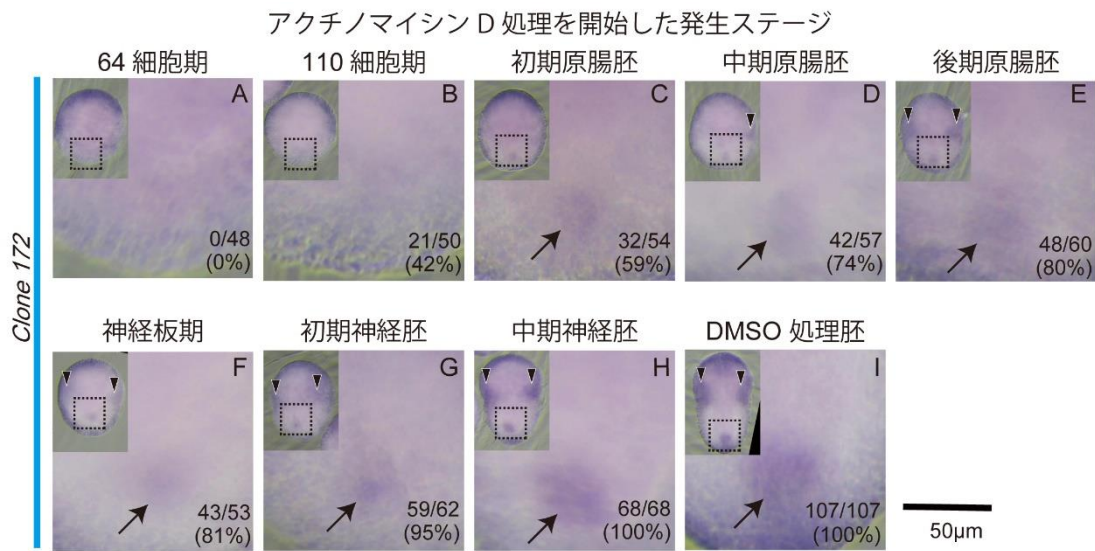 アクチノマイシン D 処理を開始した発生ステージ
64 細胞期
110 細胞期
初期原腸胚
中期原腸胚
後期原腸胚
A
B
C
D
E
0/48
(0%)
21/50
(42%)
32/54
(59%)
42/57
(74%)
48/60
(80%)
Clone 172
神経板期
初期神経胚
中期神経胚
DMSO 処理胚
F
G
H
I
43/53
(81%)
59/62
(95%)
68/68
(100%)
107/107
(100%)
50μm